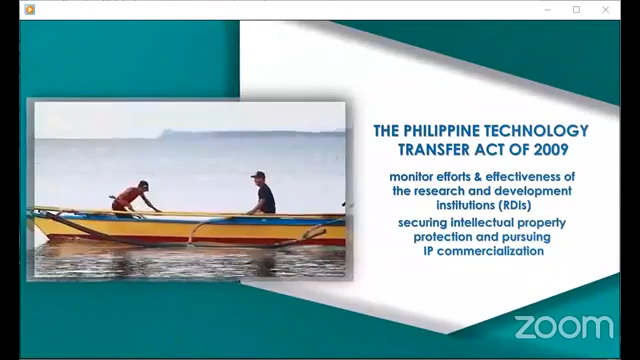 THE PHILIPPINE TECHNOLOGY
TRANSFER ACT OF 2009
monitor efforts & effectiveness of
the research and development
institutions (RDIs)
securing intellectual property
protection and pursuing
IP commercialization
zoom